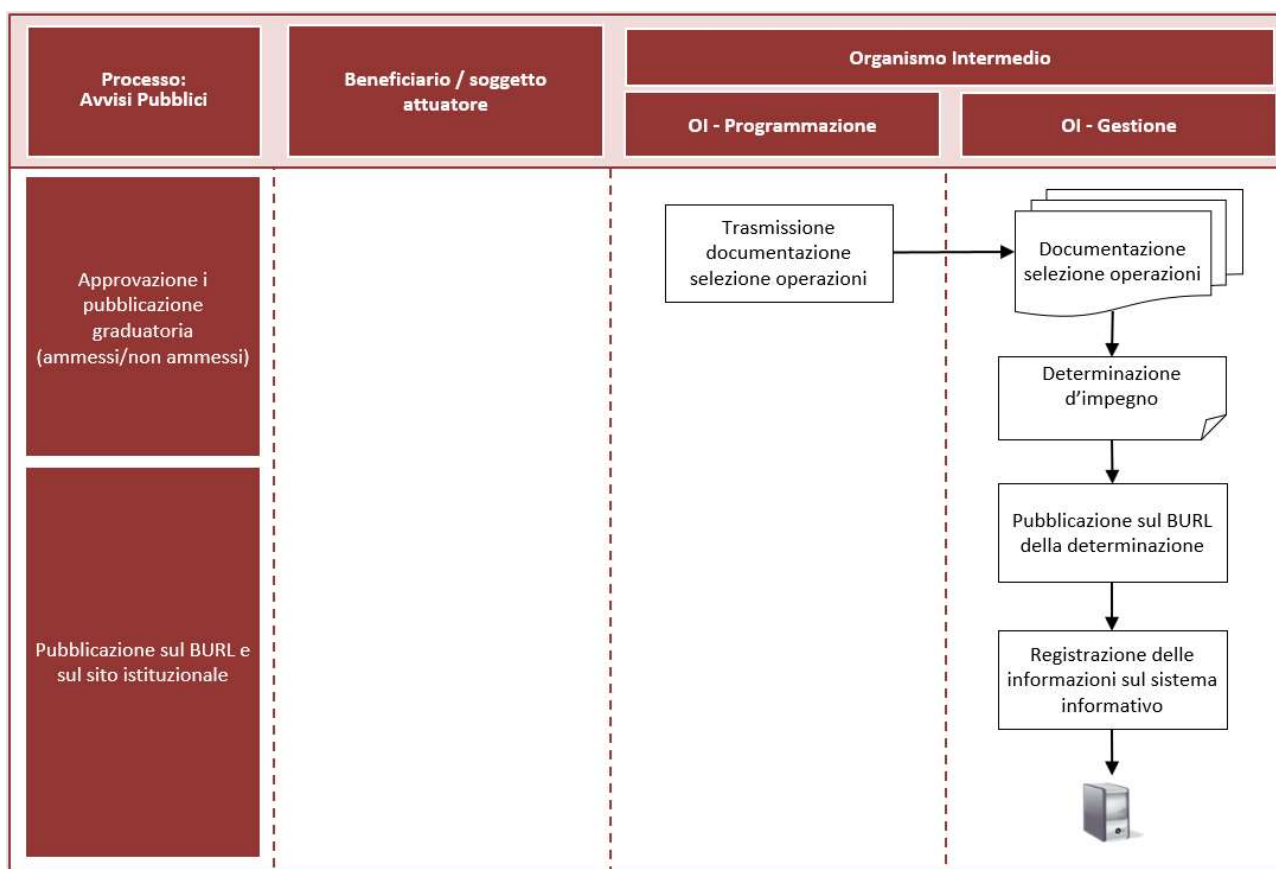 Processo:
Avvisi Pubblici
Beneficiario / soggetto
attuatore
Organismo Intermedio
OI - Programmazione
OI - Gestione
Approvazione i
pubblicazione
graduatoria
(ammessi/non ammessi)
Trasmissione
documentazione
selezione operazioni
Documentazione
selezione operazioni
Determinazione
d'impegno
Pubblicazione sul BURL e
sul sito istituzionale
Pubblicazione sul BURL
della determinazione
Registrazione delle
informazioni sul sistema
informativo